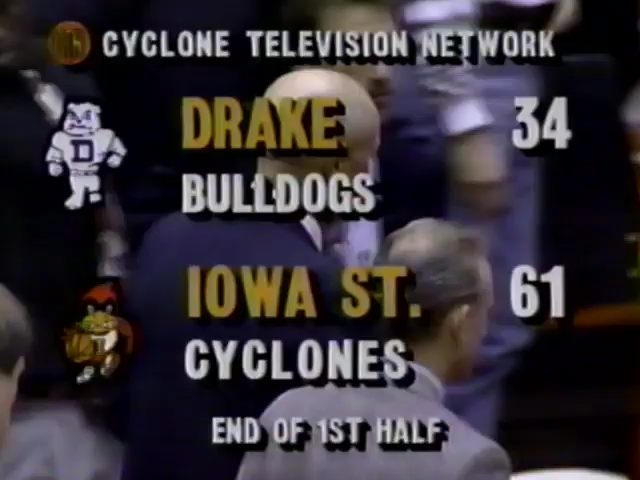 CYCLONE TELEVISION NETWORK
DRAKE 34
BULLDOGS
D
IOWA ST. 61
CYCLONES
END OF 1ST HALF